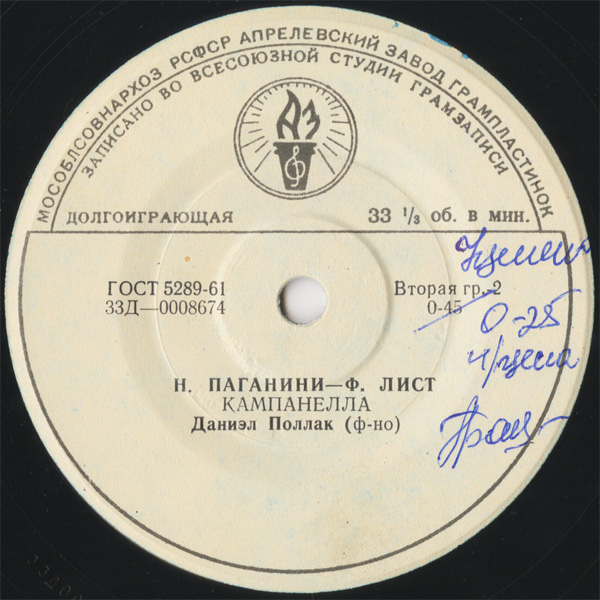 МОСОБЛСОВНАРХОЗ РСФСР АПРЕЛЕВСКИЙ ЗАВОД ГРАМПЛАСТИНОК
ЗАПИСАНО ВО ВСЕСОЮЗНОЙ СТУДИИ ГРАМЗАПИСИ
АЗ
ДОЛГОИГРАЮЩАЯ 33 1/3 об. в мин.
ГОСТ 5289-61 Вторая гр.-2
33Д—0008674 0-45
0-25
ч/цена
Н. ПАГАНИНИ—Ф. ЛИСТ
КАМПАНЕЛЛА
Даниэл Поллак (ф-но)